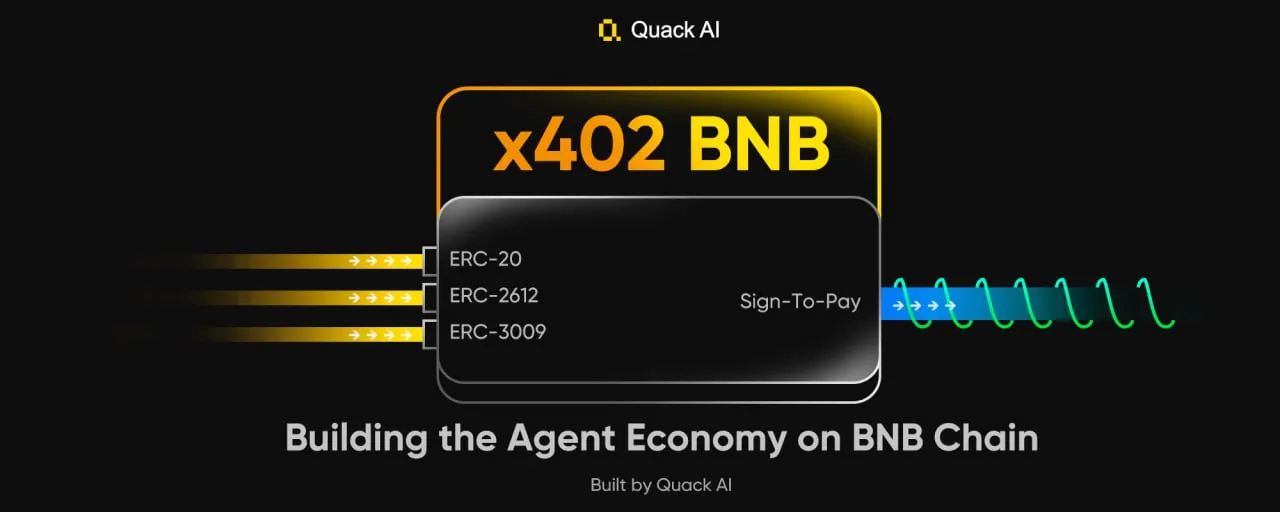 Quack AI
x402 BNB
ERC-20
ERC-2612
Sign-To-Pay
ERC-3009
Building the Agent Economy on BNB Chain
Built by Quack AI